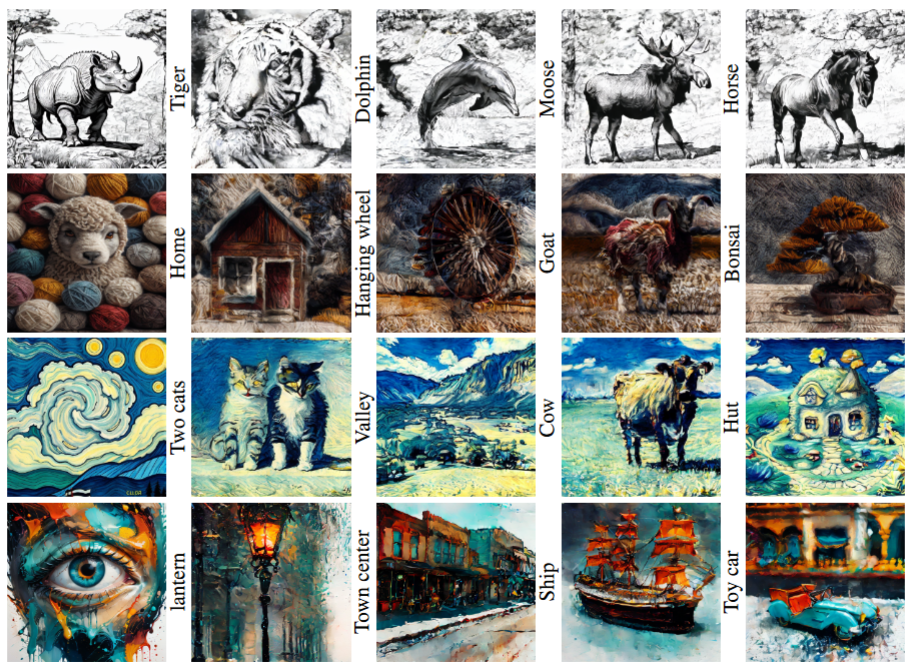 Tiger
Dolphin
Moose
Horse
Home
Hanging wheel
Goat
Bonsai
Two cats
Valley
Cow
Hut
lantern
Town center
Ship
Toy car